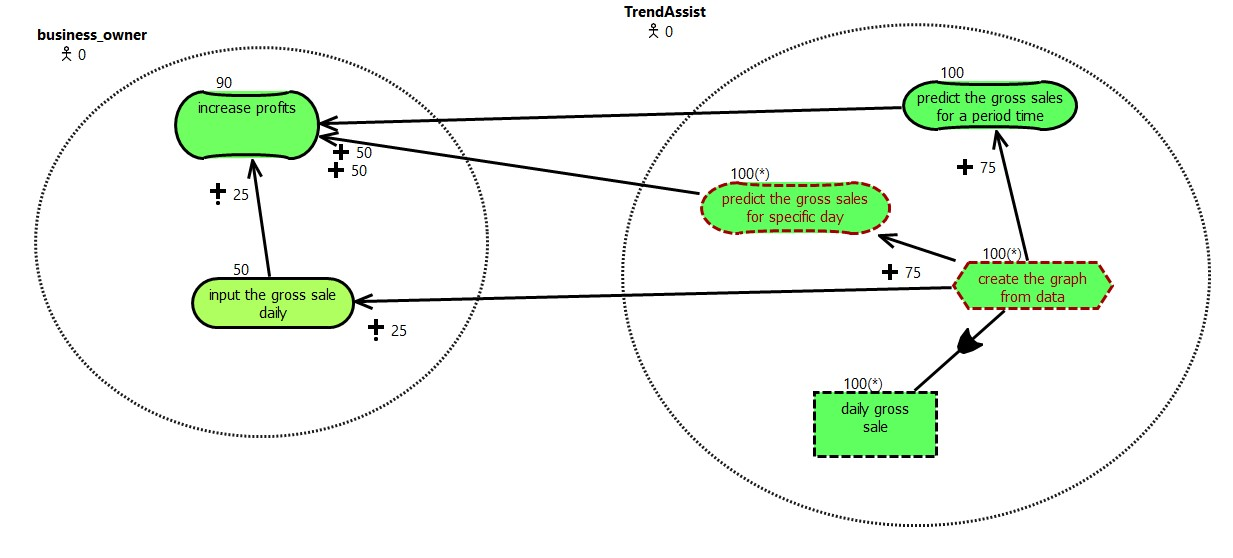 business_owner
0
TrendAssist
0
90
increase profits
100
predict the gross sales
for a period time
50
50
75
100(*)
predict the gross sales
for specific day
25
100(*)
create the graph
from data
75
50
input the gross sale
daily
25
100(*)
daily gross
sale